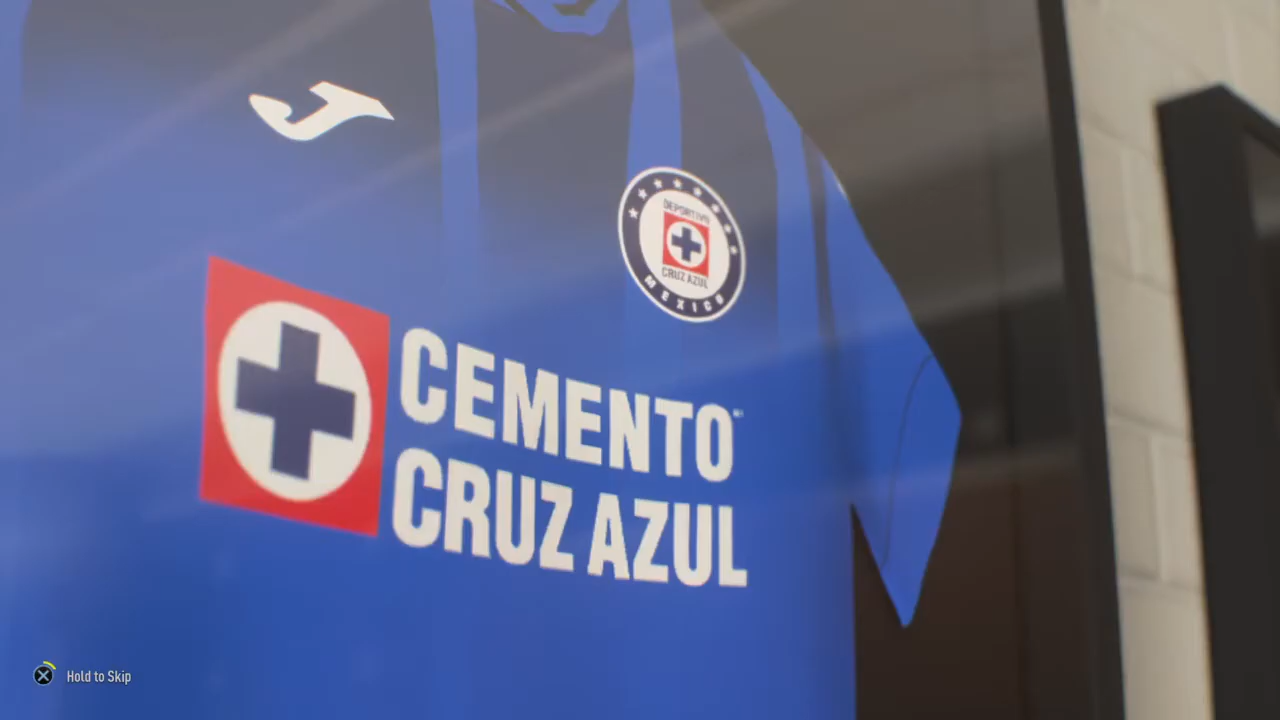 DEPORTIVO
CRUZ AZUL
MEXICO
CEMENTO
CRUZ AZUL
Hold to Skip